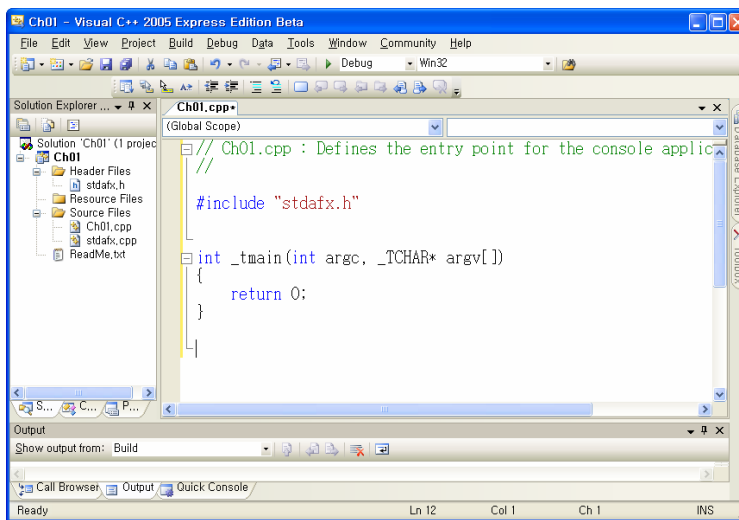 Ch01 - Visual C++ 2005 Express Edition Beta
File Edit View Project Build Debug Data Tools Window Community Help
Debug Win32
Solution Explorer ...
Ch01.cpp*
(Global Scope)
Solution 'Ch01' (1 projec
Ch01
Header Files
stdafx.h
Resource Files
Source Files
Ch01.cpp
stdafx.cpp
ReadMe.txt
// Ch01.cpp : Defines the entry point for the console applic
//
#include "stdafx.h"
int _tmain(int argc, _TCHAR* argv[])
{
return 0;
}
Database Explorer
Toolbox
S... C... P...
Output
Show output from: Build
Call Browser Output Quick Console
Ready Ln 12 Col 1 Ch 1 INS